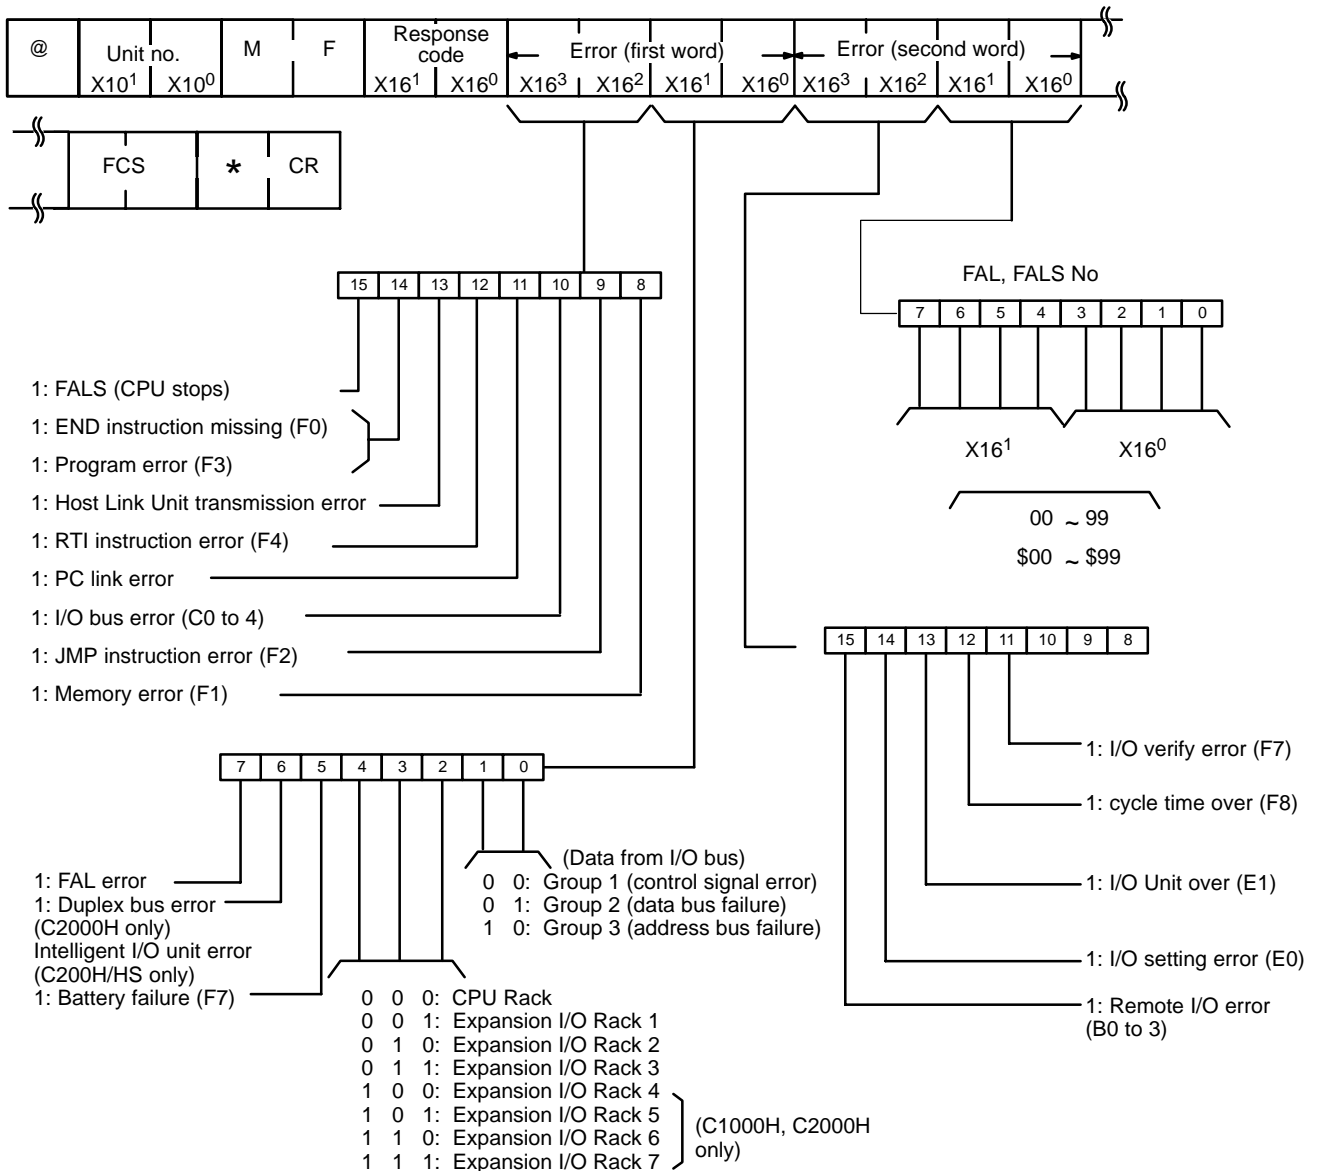 @ Unit no. M F Response code Error (first word) Error (second word)
X10¹ X10⁰ X16¹ X16⁰ X16³ X16² X16¹ X16⁰ X16³ X16² X16¹ X16⁰
FCS * CR
15 14 13 12 11 10 9 8
1: FALS (CPU stops)
1: END instruction missing (F0)
1: Program error (F3)
1: Host Link Unit transmission error
1: RTI instruction error (F4)
1: PC link error
1: I/O bus error (C0 to 4)
1: JMP instruction error (F2)
1: Memory error (F1)
FAL, FALS No
7 6 5 4 3 2 1 0
X16¹ X16⁰
00 ~ 99
$00 ~ $99
15 14 13 12 11 10 9 8
1: I/O verify error (F7)
1: cycle time over (F8)
1: I/O Unit over (E1)
1: I/O setting error (E0)
1: Remote I/O error
(B0 to 3)
7 6 5 4 3 2 1 0
1: FAL error
1: Duplex bus error
(C2000H only)
Intelligent I/O unit error
(C200H/HS only)
1: Battery failure (F7)
(Data from I/O bus)
0 0: Group 1 (control signal error)
0 1: Group 2 (data bus failure)
1 0: Group 3 (address bus failure)
0 0 0: CPU Rack
0 0 1: Expansion I/O Rack 1
0 1 0: Expansion I/O Rack 2
0 1 1: Expansion I/O Rack 3
1 0 0: Expansion I/O Rack 4
1 0 1: Expansion I/O Rack 5
1 1 0: Expansion I/O Rack 6
1 1 1: Expansion I/O Rack 7
(C1000H, C2000H
only)